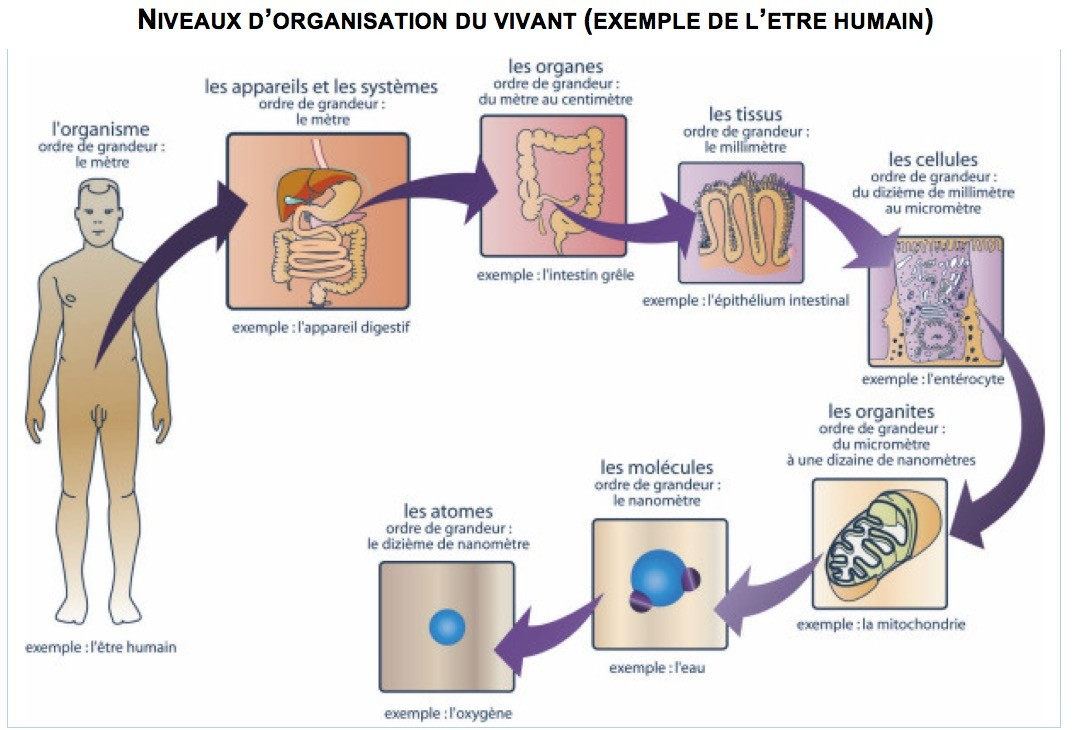 NIVEAUX D'ORGANISATION DU VIVANT (EXEMPLE DE L'ETRE HUMAIN)
l'organisme
ordre de grandeur :
le mètre
exemple : l'être humain
les appareils et les systèmes
ordre de grandeur :
le mètre
exemple : l'appareil digestif
les organes
ordre de grandeur :
du mètre au centimètre
exemple : l'intestin grêle
les tissus
ordre de grandeur :
le millimètre
exemple : l'épithélium intestinal
les cellules
ordre de grandeur :
du dizième de millimètre
au micromètre
exemple : l'entérocyte
les organites
ordre de grandeur :
du micromètre
à une dizaine de nanomètres
exemple : la mitochondrie
les molécules
ordre de grandeur :
le nanomètre
exemple : l'eau
les atomes
ordre de grandeur :
le dizième de nanomètre
exemple : l'oxygène